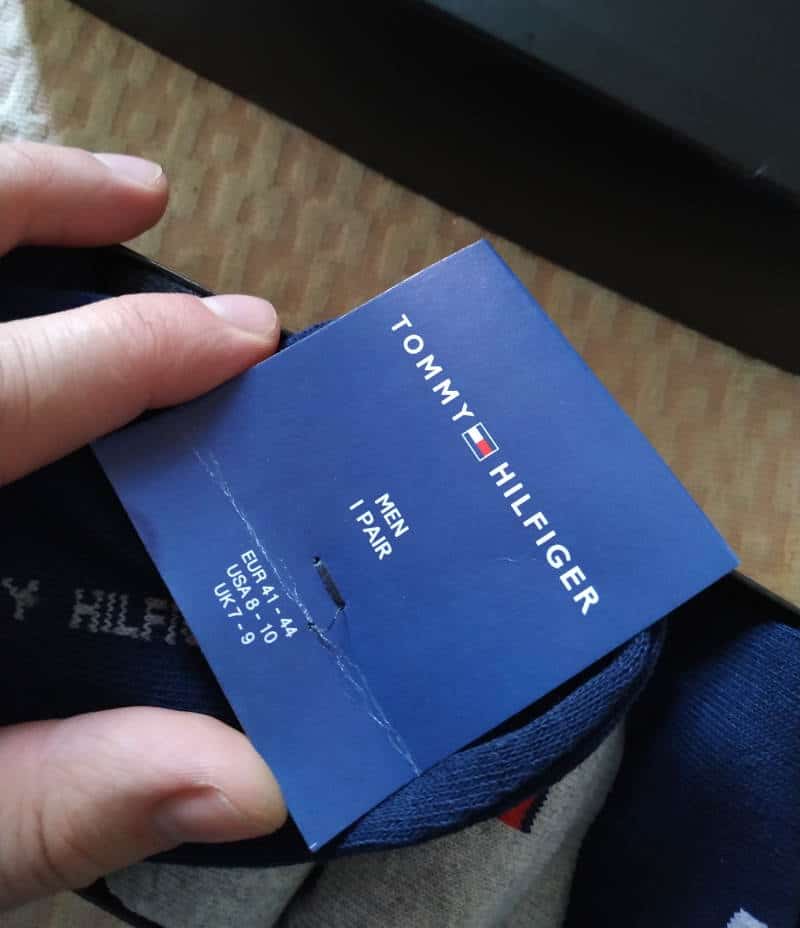 TOMMY HILFIGER
MEN
1 PAIR
EUR 41 - 44
USA 8 - 10
UK 7 - 9